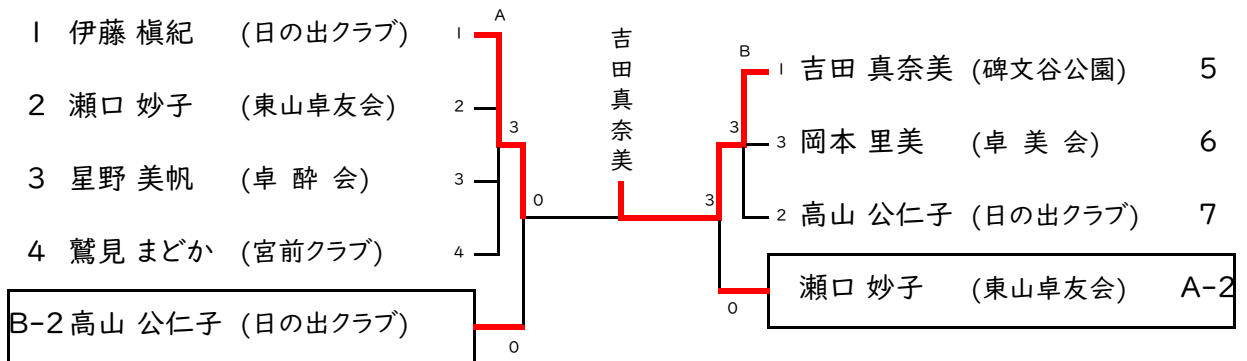 A
1 伊藤 槇紀 (日の出クラブ) 1
2 瀬口 妙子 (東山卓友会) 2
3
3 星野 美帆 (卓 酔 会) 3
0
4 鷲見 まどか (宮前クラブ) 4
B-2 高山 公仁子 (日の出クラブ)
0
吉田真奈美
B
1 吉田 真奈美 (碑文谷公園) 5
3
3 岡本 里美 (卓 美 会) 6
3
2 高山 公仁子 (日の出クラブ) 7
瀬口 妙子 (東山卓友会) A-2
0